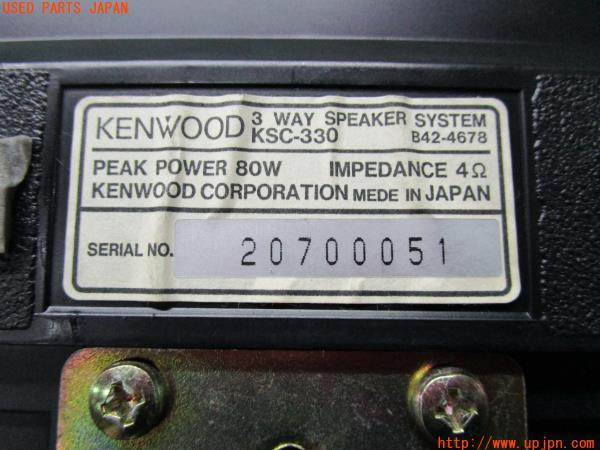 USED PARTS JAPAN
KENWOOD 3 WAY SPEAKER SYSTEM
KSC-330 B42-4678
PEAK POWER 80W IMPEDANCE 4Ω
KENWOOD CORPORATION MEDE IN JAPAN
SERIAL NO. 20700051
http://www.upjpn.com/